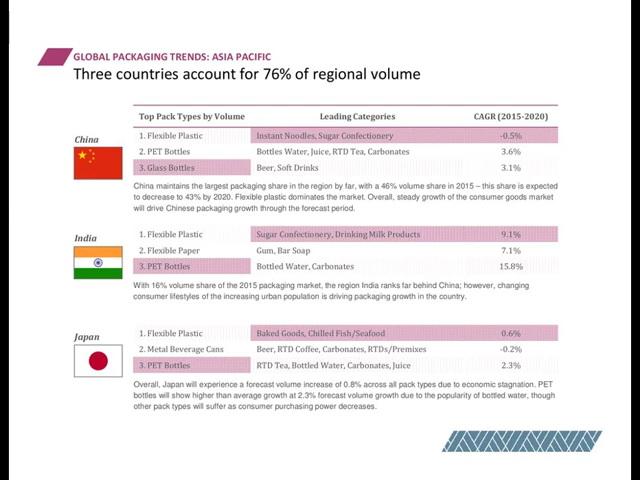 GLOBAL PACKAGING TRENDS: ASIA PACIFIC
Three countries account for 76% of regional volume
Top Pack Types by Volume Leading Categories CAGR (2015-2020)
China
1. Flexible Plastic Instant Noodles, Sugar Confectionery -0.5%
2. PET Bottles Bottles Water, Juice, RTD Tea, Carbonates 3.6%
3. Glass Bottles Beer, Soft Drinks 3.1%
China maintains the largest packaging share in the region by far, with a 46% volume share in 2015 – this share is expected
to decrease to 43% by 2020. Flexible plastic dominates the market. Overall, steady growth of the consumer goods market
will drive Chinese packaging growth through the forecast period.
India
1. Flexible Plastic Sugar Confectionery, Drinking Milk Products 9.1%
2. Flexible Paper Gum, Bar Soap 7.1%
3. PET Bottles Bottled Water, Carbonates 15.8%
With 16% volume share of the 2015 packaging market, the region India ranks far behind China; however, changing
consumer lifestyles of the increasing urban population is driving packaging growth in the country.
Japan
1. Flexible Plastic Baked Goods, Chilled Fish/Seafood 0.6%
2. Metal Beverage Cans Beer, RTD Coffee, Carbonates, RTDs/Premixes -0.2%
3. PET Bottles RTD Tea, Bottled Water, Carbonates, Juice 2.3%
Overall, Japan will experience a forecast volume increase of 0.8% across all pack types due to economic stagnation. PET
bottles will show higher than average growth at 2.3% forecast volume growth due to the popularity of bottled water, though
other pack types will suffer as consumer purchasing power decreases.